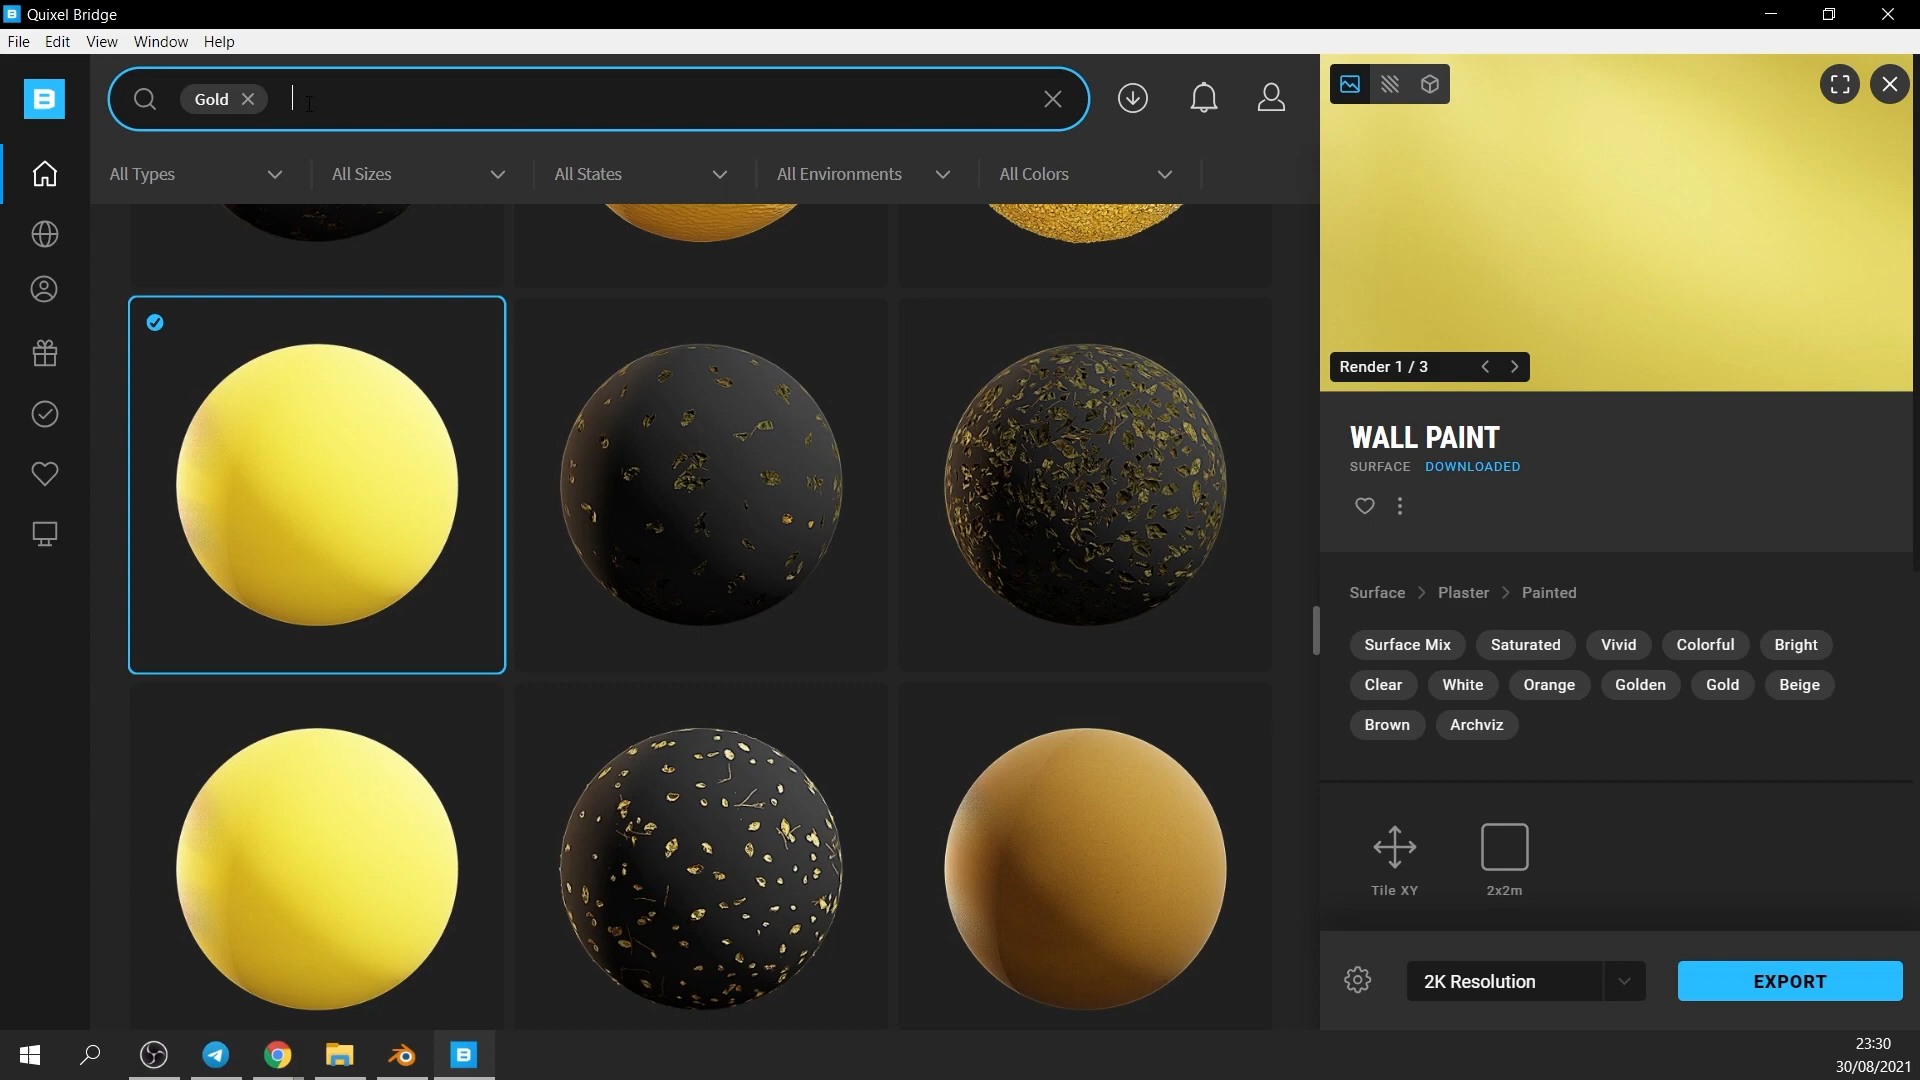 Quixel Bridge
File Edit View Window Help
Gold
All Types All Sizes All States All Environments All Colors
Render 1 / 3
WALL PAINT
SURFACE DOWNLOADED
Surface > Plaster > Painted
Surface Mix Saturated Vivid Colorful Bright
Clear White Orange Golden Gold Beige
Brown Archviz
Tile XY 2x2m
2K Resolution EXPORT
23:30
30/08/2021